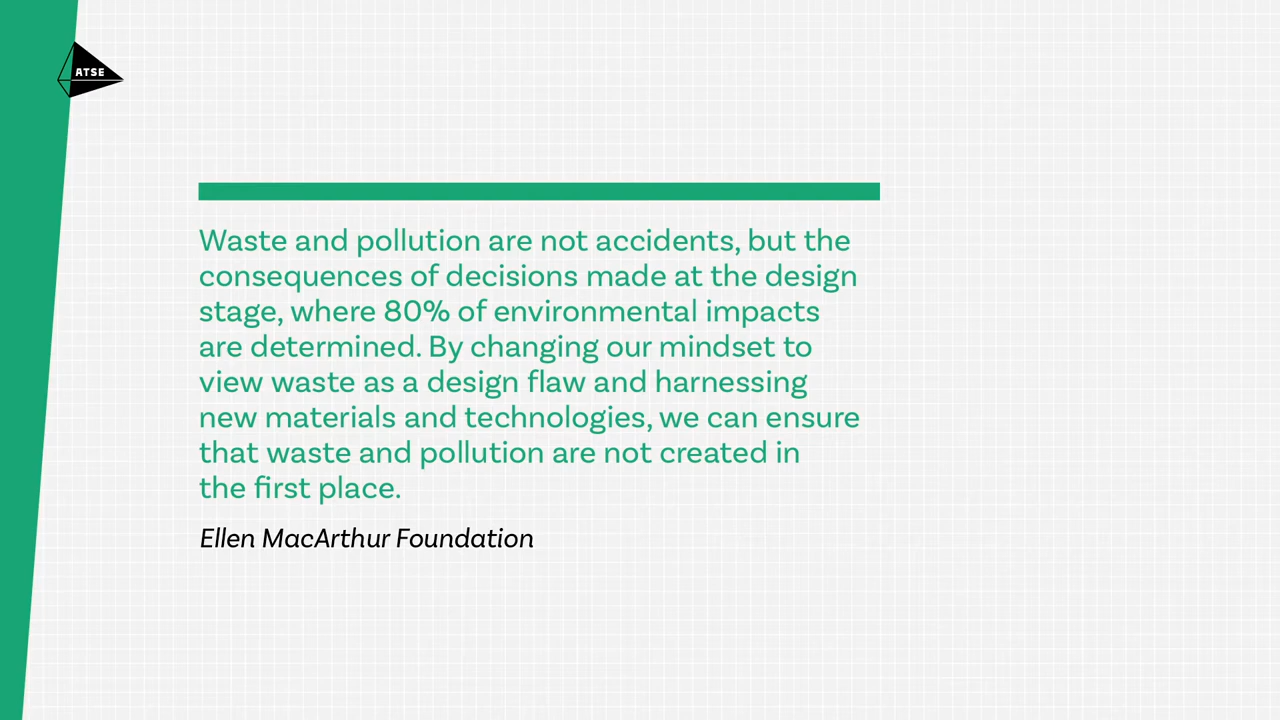 ATSE
Waste and pollution are not accidents, but the
consequences of decisions made at the design
stage, where 80% of environmental impacts
are determined. By changing our mindset to
view waste as a design flaw and harnessing
new materials and technologies, we can ensure
that waste and pollution are not created in
the first place.
Ellen MacArthur Foundation